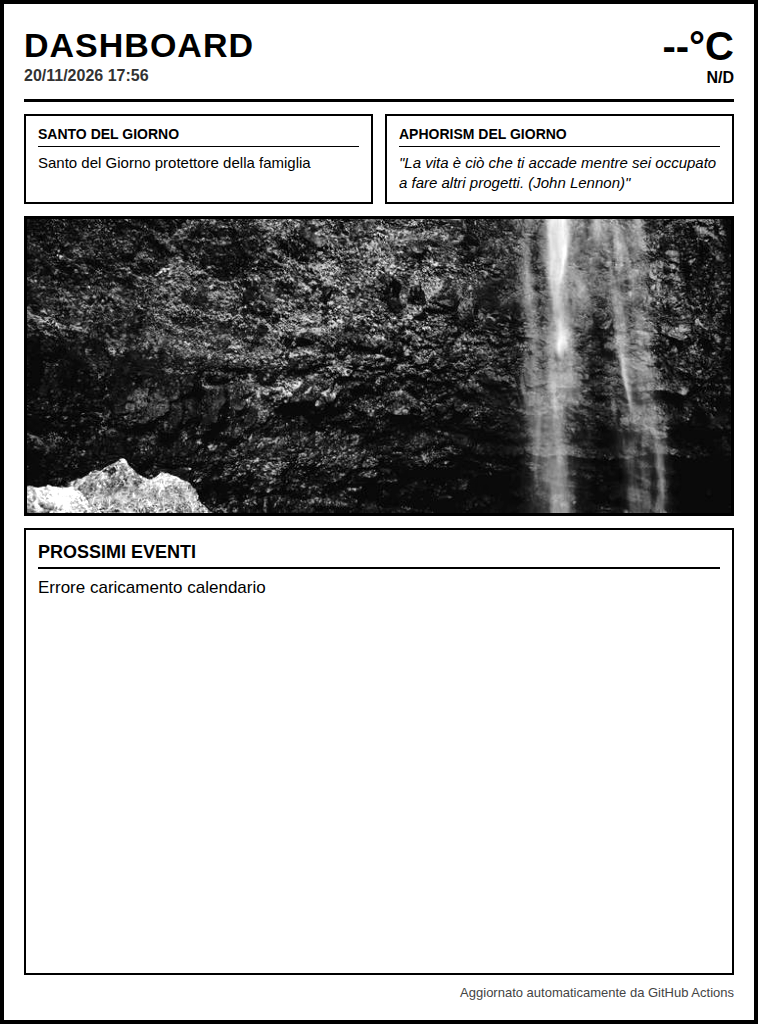 DASHBOARD
20/11/2026 17:56
--°C
N/D
SANTO DEL GIORNO
Santo del Giorno protettore della famiglia
APHORISM DEL GIORNO
"La vita è ciò che ti accade mentre sei occupato
a fare altri progetti. (John Lennon)"
PROSSIMI EVENTI
Errore caricamento calendario
Aggiornato automaticamente da GitHub Actions